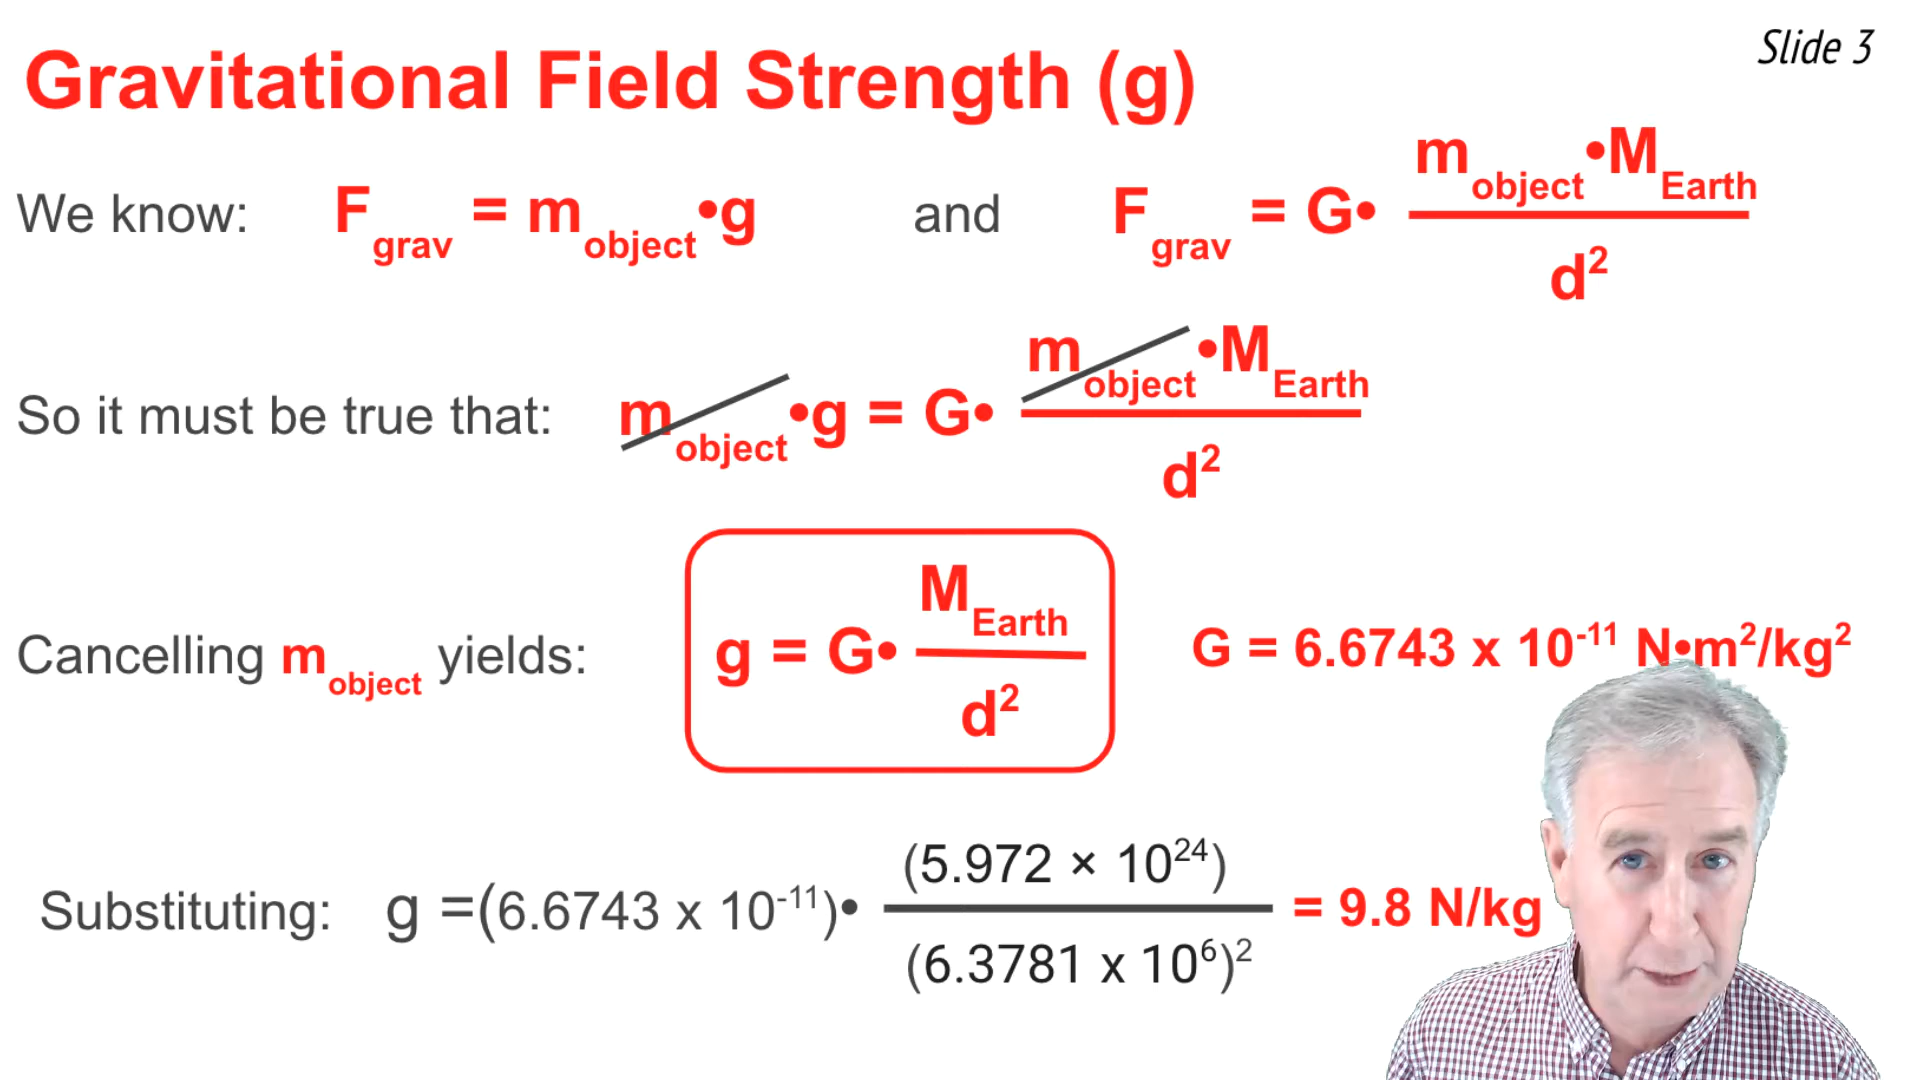 Slide 3
Gravitational Field Strength (g)
We know: F_grav = m_object •g and F_grav = G• m_object •M_Earth / d²
So it must be true that: m_object •g = G• m_object •M_Earth / d²
Cancelling m_object yields: g = G• M_Earth / d² G = 6.6743 x 10⁻¹¹ N•m²/kg²
Substituting: g =(6.6743 x 10⁻¹¹)• (5.972 × 10²⁴) / (6.3781 x 10⁶)² = 9.8 N/kg